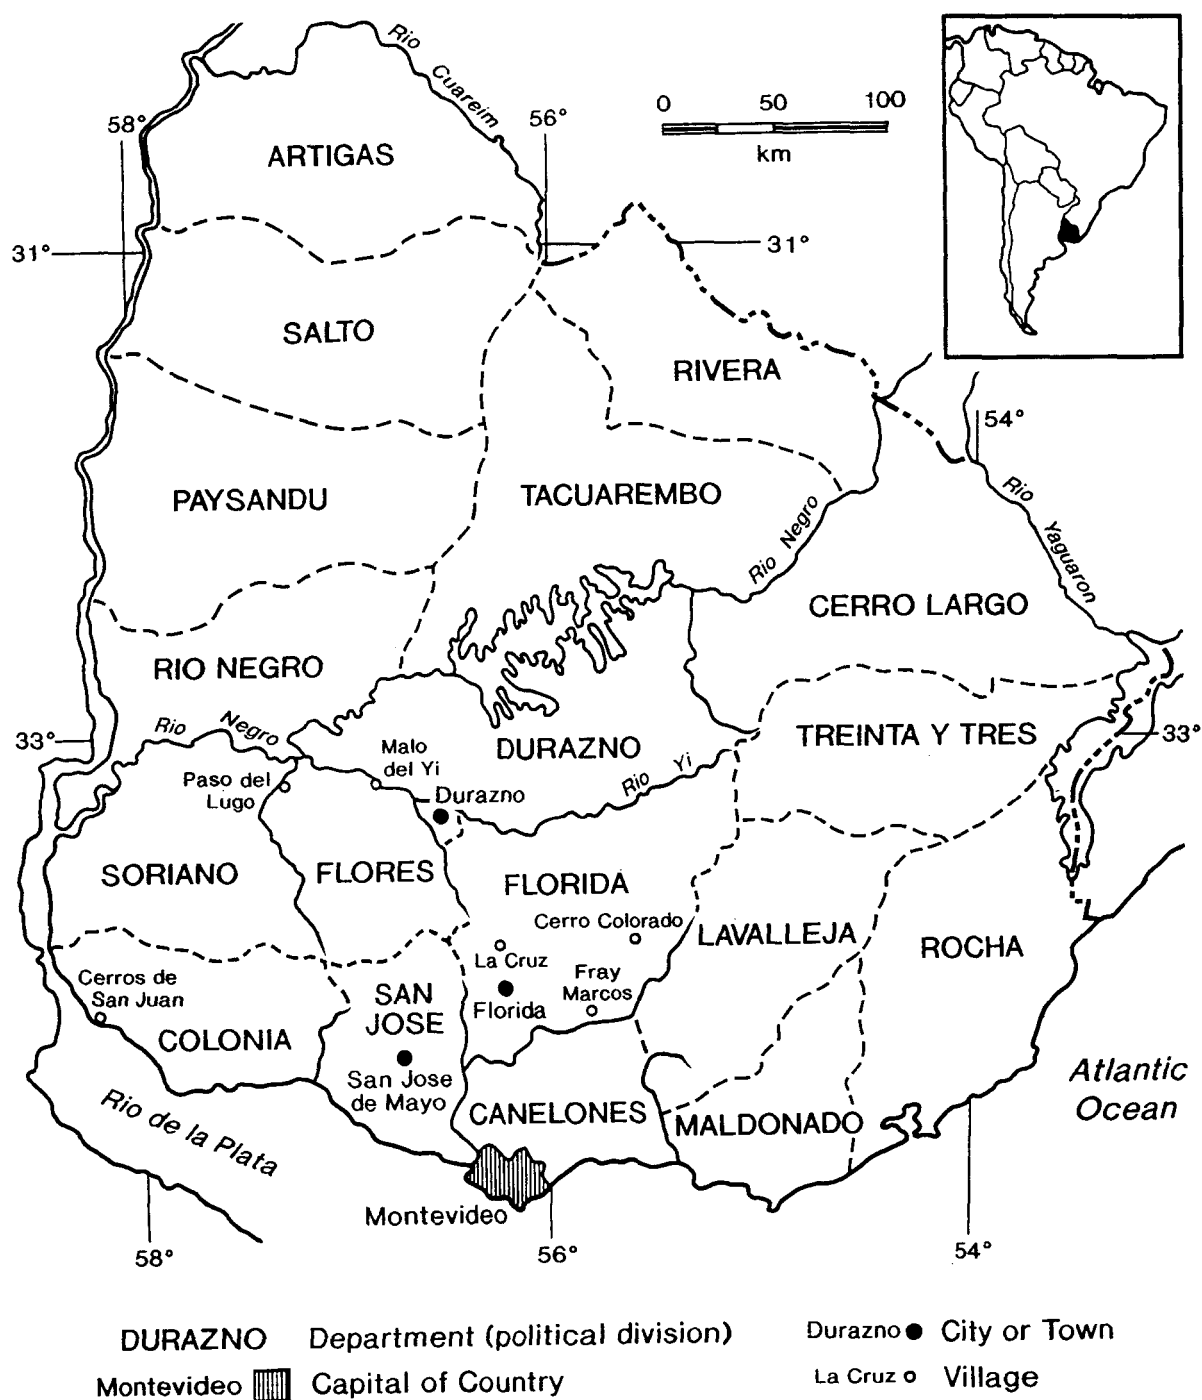 Rio
Cuareim
0 50 100
km
58°
56°
ARTIGAS
31°
31°
SALTO
RIVERA
54°
PAYSANDU
TACUAREMBO
Rio Negro
Rio
Yaguaron
CERRO LARGO
RIO NEGRO
Rio Negro
33°
DURAZNO
TREINTA Y TRES
33°
Malo
del Yi
Rio Yi
Paso del
Lugo
Durazno
SORIANO
FLORES
FLORIDA
Cerro Colorado
LAVALLEJA
ROCHA
La Cruz
Cerros de
San Juan
SAN
JOSE
Florida
Fray
Marcos
COLONIA
San Jose
de Mayo
CANELONES
MALDONADO
Atlantic
Ocean
Rio de la Plata
Montevideo
58°
56°
54°
DURAZNO Department (political division)
Durazno City or Town
Montevideo Capital of Country
La Cruz Village